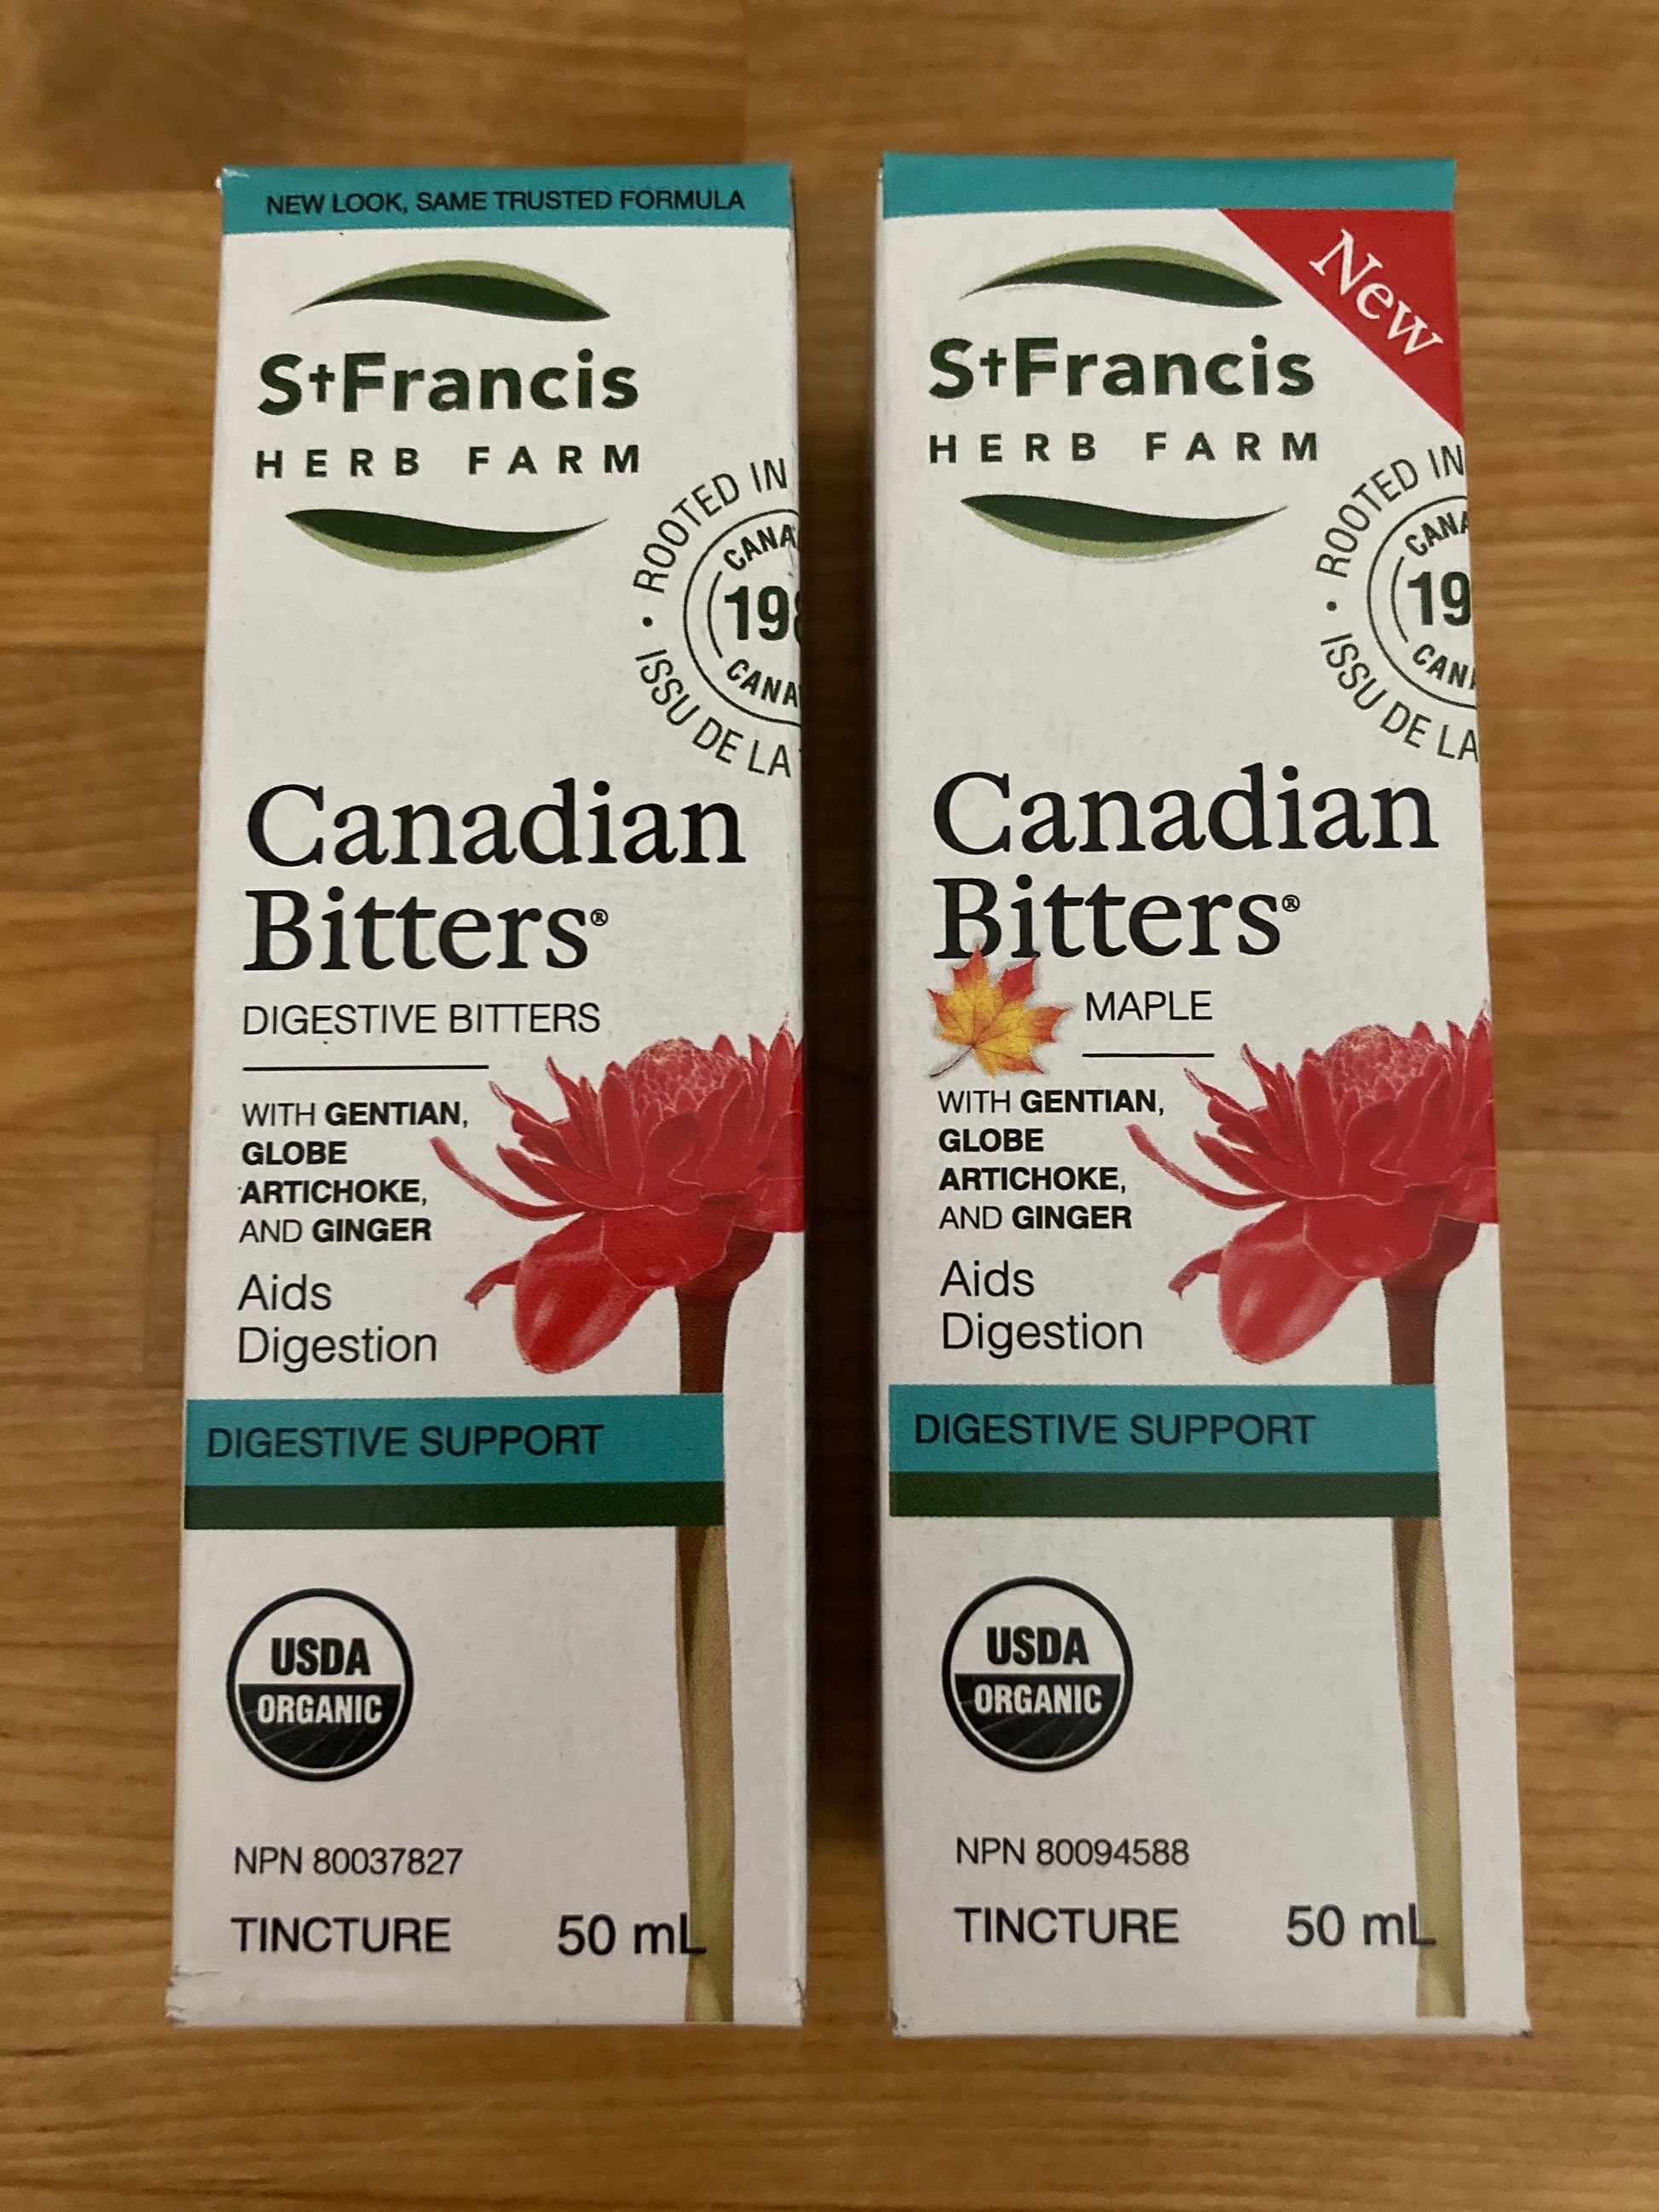 NEW LOOK, SAME TRUSTED FORMULA
StFrancis
HERB FARM
ROOTED IN
ISSU DE LA
Canadian
Bitters®
DIGESTIVE BITTERS
WITH GENTIAN,
GLOBE
ARTICHOKE,
AND GINGER
Aids
Digestion
DIGESTIVE SUPPORT
USDA
ORGANIC
NPN 80037827
TINCTURE 50 mL
New
StFrancis
HERB FARM
ROOTED IN
ISSU DE LA
Canadian
Bitters®
MAPLE
WITH GENTIAN,
GLOBE
ARTICHOKE,
AND GINGER
Aids
Digestion
DIGESTIVE SUPPORT
USDA
ORGANIC
NPN 80094588
TINCTURE 50 mL